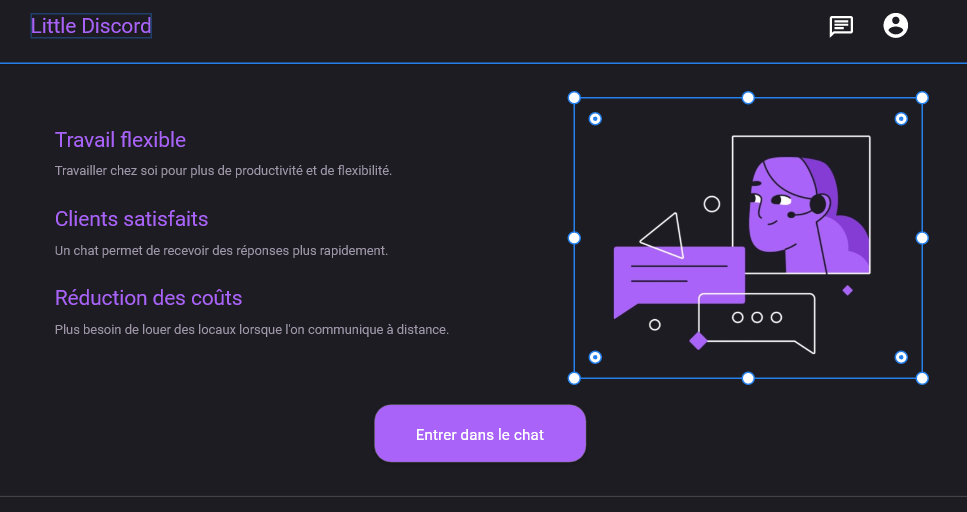 Little Discord
Travail flexible
Travailler chez soi pour plus de productivité et de flexibilité.
Clients satisfaits
Un chat permet de recevoir des réponses plus rapidement.
Réduction des coûts
Plus besoin de louer des locaux lorsque l'on communique à distance.
Entrer dans le chat